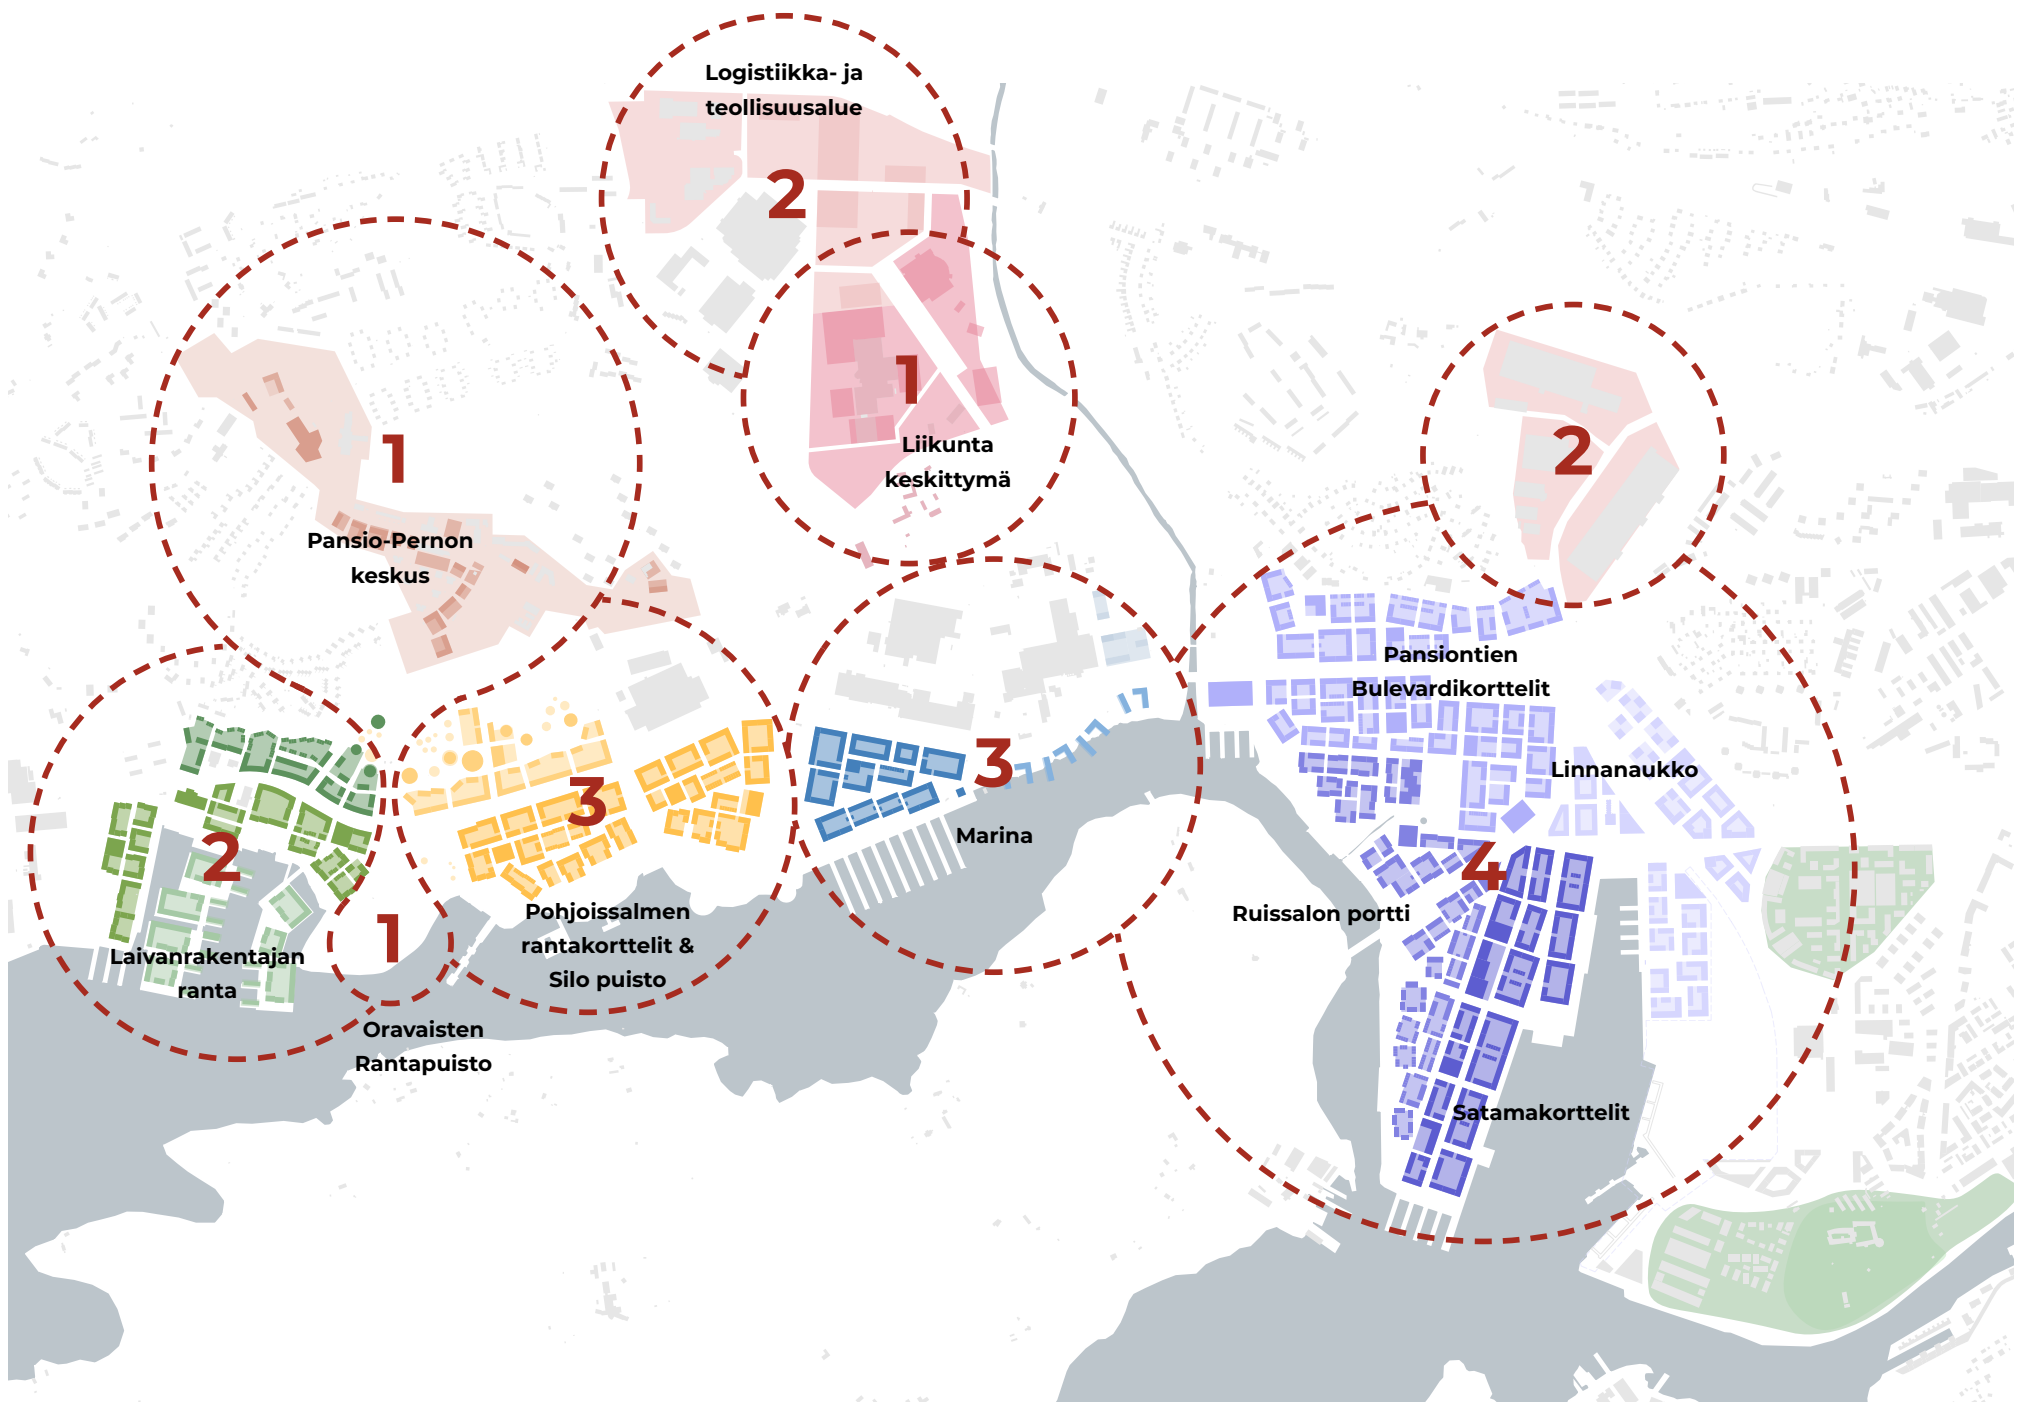 Logistiikka- ja
teollisuusalue
2
1
Liikunta
keskittymä
1
Pansio-Pernon
keskus
2
Pansiontien
Bulevardikorttelit
Linnanaukko
3
Marina
3
Pohjoissalmen
rantakorttelit &
Silo puisto
2
Laivanrakentajan
ranta
1
Oravaisten
Rantapuisto
4
Ruissalon portti
Satamakorttelit